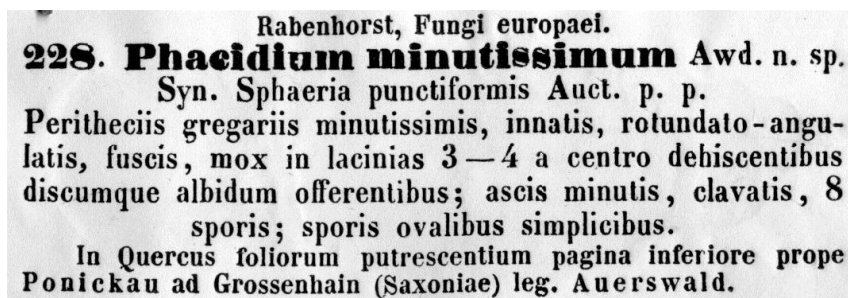 Rabenhorst, Fungi europaei.
228. Phacidium minutissimum Awd. n. sp.
Syn. Sphaeria punctiformis Auct. p. p.
Peritheciis gregariis minutissimis, innatis, rotundato-angu-
latis, fuscis, mox in lacinias 3—4 a centro dehiscentibus
discumque albidum offerentibus; ascis minutis, clavatis, 8
sporis; sporis ovalibus simplicibus.
In Quercus foliorum putrescentium pagina inferiore prope
Ponickau ad Grossenhain (Saxoniae) leg. Auerswald.